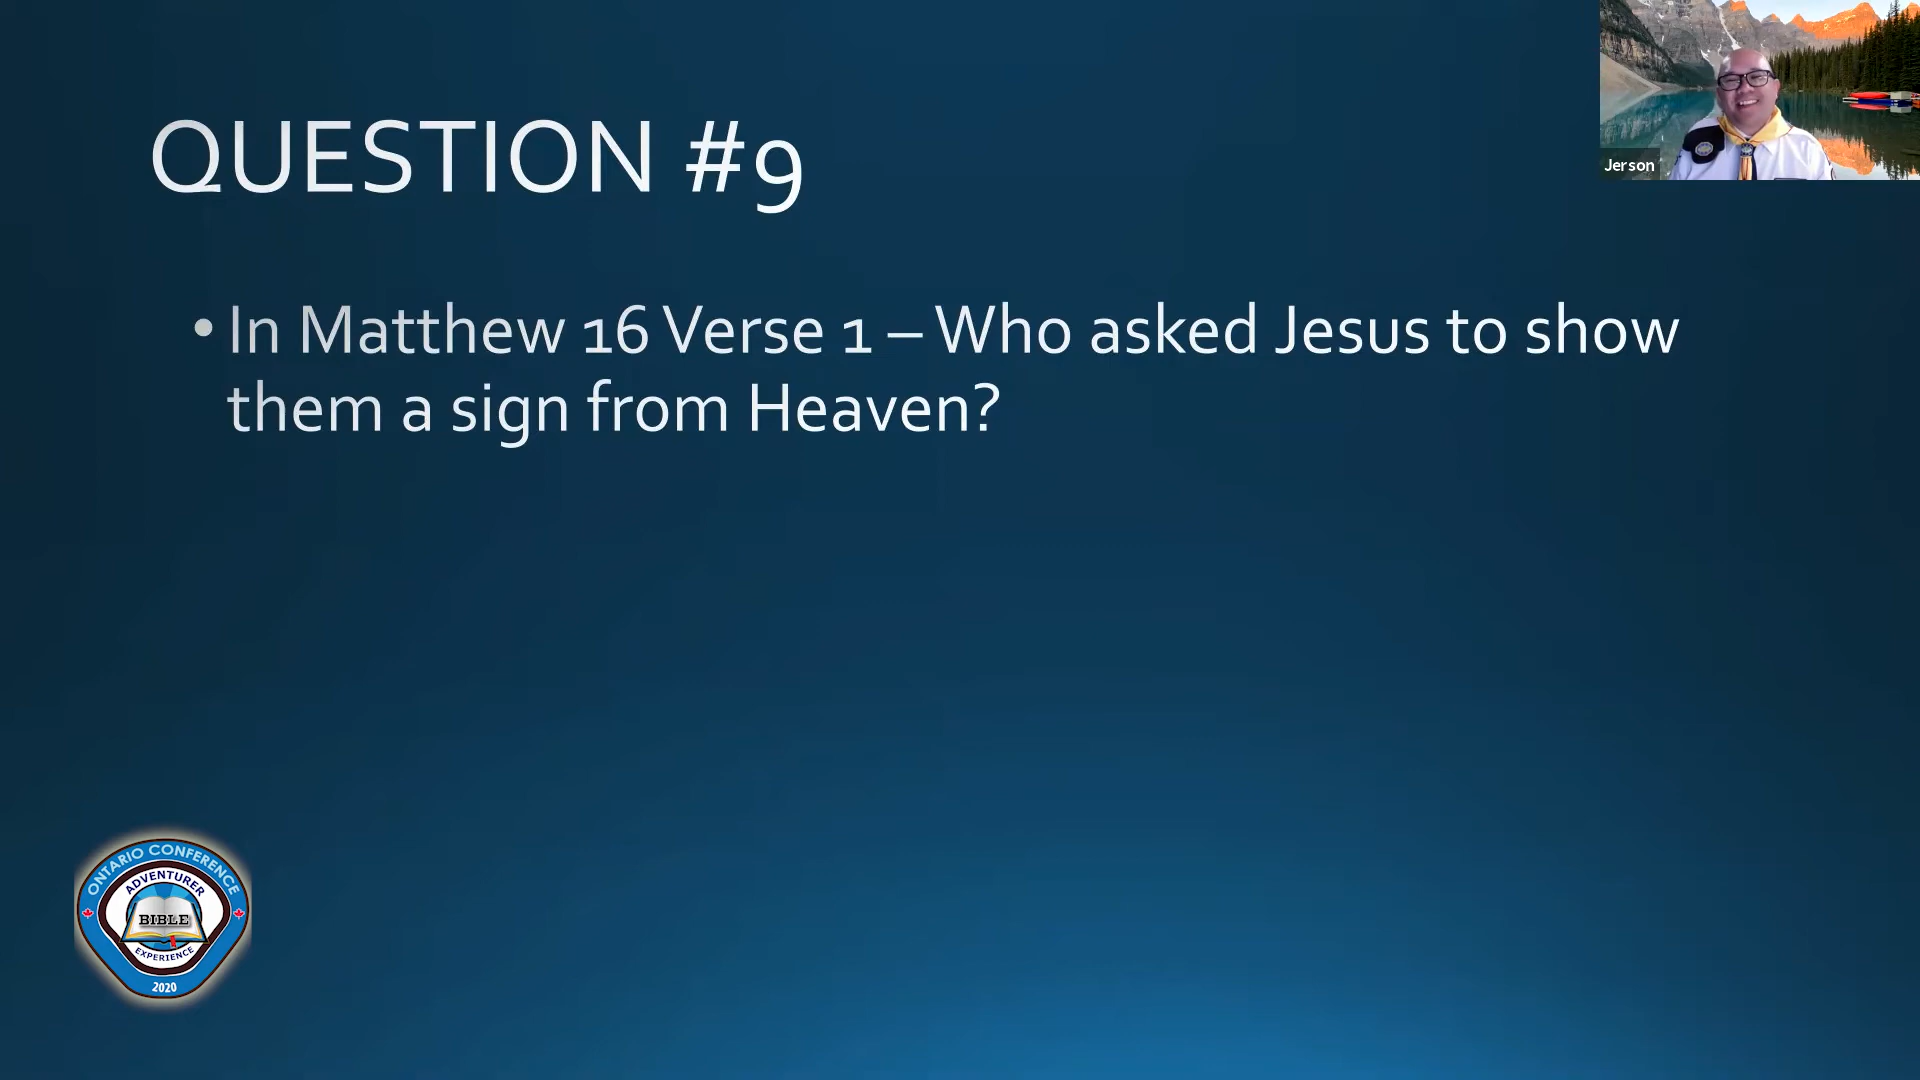 QUESTION #9
• In Matthew 16 Verse 1 – Who asked Jesus to show
them a sign from Heaven?
Jerson
ONTARIO CONFERENCE
ADVENTURER
BIBLE
EXPERIENCE
2020